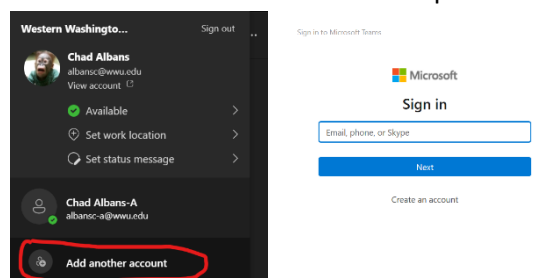 Western Washingto... Sign out
Chad Albans
albansc@wwu.edu
View account
Available
Set work location
Set status message
Chad Albans-A
albansc-a@wwu.edu
Add another account
Sign in to Microsoft Teams
Microsoft
Sign in
Email, phone, or Skype
Next
Create an account